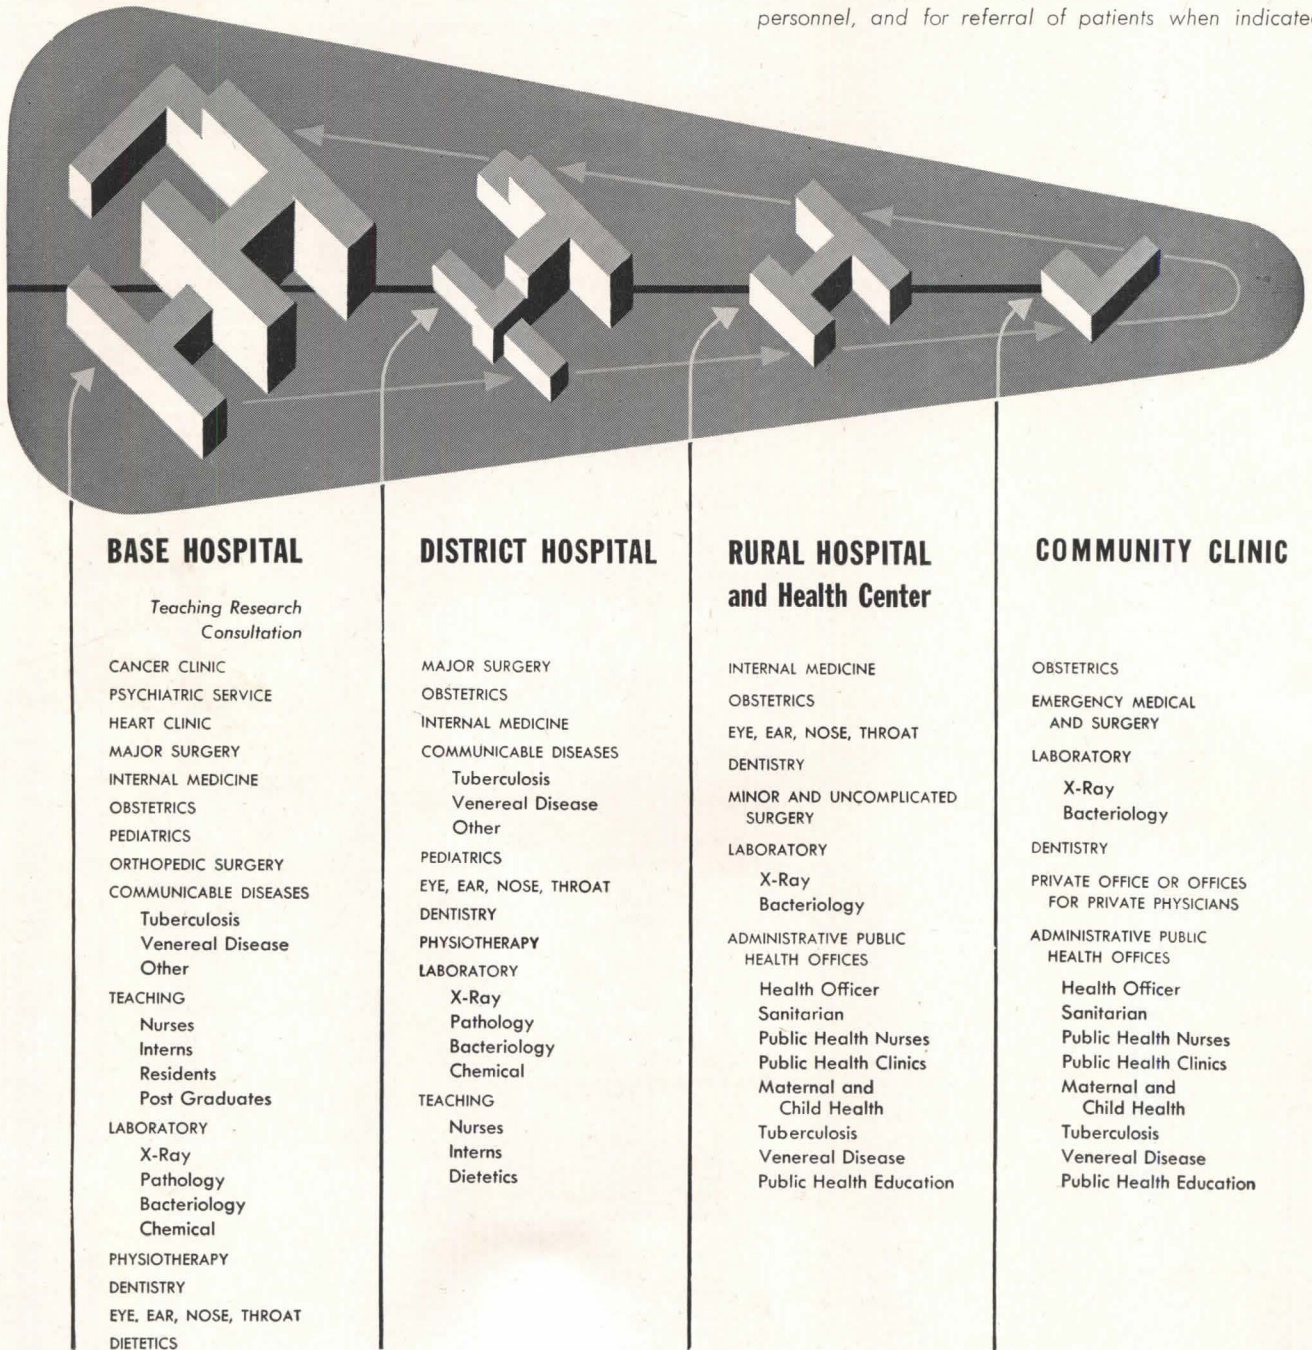 personnel, and for referral of patients when indicated
BASE HOSPITAL
Teaching Research
Consultation
CANCER CLINIC
PSYCHIATRIC SERVICE
HEART CLINIC
MAJOR SURGERY
INTERNAL MEDICINE
OBSTETRICS
PEDIATRICS
ORTHOPEDIC SURGERY
COMMUNICABLE DISEASES
Tuberculosis
Venereal Disease
Other
TEACHING
Nurses
Interns
Residents
Post Graduates
LABORATORY
X-Ray
Pathology
Bacteriology
Chemical
PHYSIOTHERAPY
DENTISTRY
EYE, EAR, NOSE, THROAT
DIETETICS
DISTRICT HOSPITAL
MAJOR SURGERY
OBSTETRICS
INTERNAL MEDICINE
COMMUNICABLE DISEASES
Tuberculosis
Venereal Disease
Other
PEDIATRICS
EYE, EAR, NOSE, THROAT
DENTISTRY
PHYSIOTHERAPY
LABORATORY
X-Ray
Pathology
Bacteriology
Chemical
TEACHING
Nurses
Interns
Dietetics
RURAL HOSPITAL
and Health Center
INTERNAL MEDICINE
OBSTETRICS
EYE, EAR, NOSE, THROAT
DENTISTRY
MINOR AND UNCOMPLICATED
SURGERY
LABORATORY
X-Ray
Bacteriology
ADMINISTRATIVE PUBLIC
HEALTH OFFICES
Health Officer
Sanitarian
Public Health Nurses
Public Health Clinics
Maternal and
Child Health
Tuberculosis
Venereal Disease
Public Health Education
COMMUNITY CLINIC
OBSTETRICS
EMERGENCY MEDICAL
AND SURGERY
LABORATORY
X-Ray
Bacteriology
DENTISTRY
PRIVATE OFFICE OR OFFICES
FOR PRIVATE PHYSICIANS
ADMINISTRATIVE PUBLIC
HEALTH OFFICES
Health Officer
Sanitarian
Public Health Nurses
Public Health Clinics
Maternal and
Child Health
Tuberculosis
Venereal Disease
Public Health Education